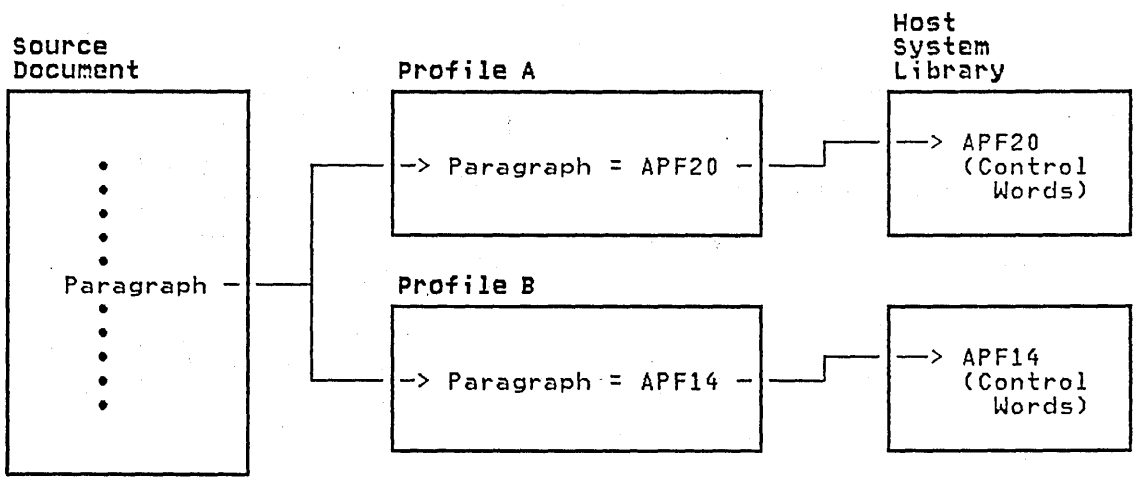 Source
Document
Paragraph
Profile A
-> Paragraph = APF20
Profile B
-> Paragraph = APF14
Host
System
Library
—> APF20
(Control
Words)
—> APF14
(Control
Words)